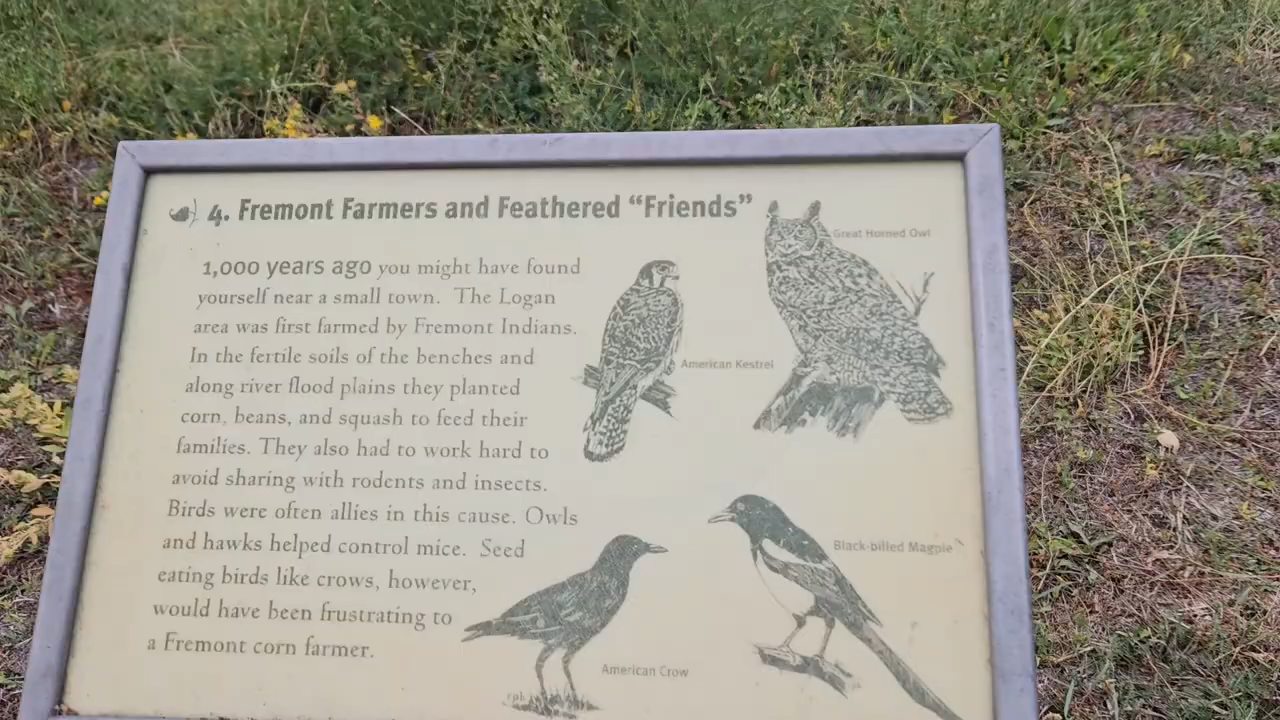 4. Fremont Farmers and Feathered “Friends”
1,000 years ago you might have found
yourself near a small town. The Logan
area was first farmed by Fremont Indians.
In the fertile soils of the benches and
along river flood plains they planted
corn, beans, and squash to feed their
families. They also had to work hard to
avoid sharing with rodents and insects.
Birds were often allies in this cause. Owls
and hawks helped control mice. Seed
eating birds like crows, however,
would have been frustrating to
a Fremont corn farmer.
Great Horned Owl
American Kestrel
Black-billed Magpie
American Crow